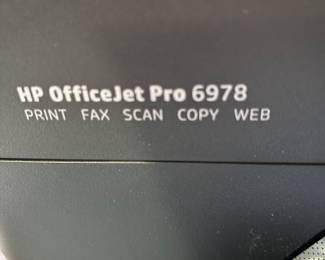 HP OfficeJet Pro 6978
PRINT FAX SCAN COPY WEB